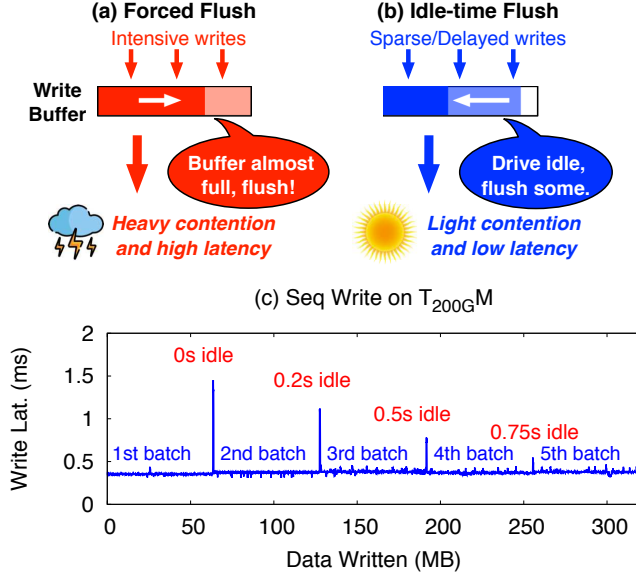 (a) Forced Flush
Intensive writes
Write
Buffer
Buffer almost
full, flush!
Heavy contention
and high latency
(b) Idle-time Flush
Sparse/Delayed writes
Drive idle,
flush some.
Light contention
and low latency
(c) Seq Write on T200GM
Write Lat. (ms)
2
1.5
1
0.5
0
0s idle
0.2s idle
0.5s idle
0.75s idle
1st batch
2nd batch
3rd batch
4th batch
5th batch
0
50
100
150
200
250
300
Data Written (MB)